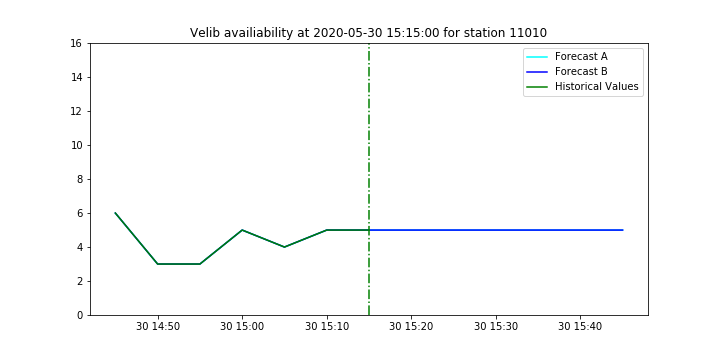 Velib availiability at 2020-05-30 15:15:00 for station 11010
16
14
12
10
8
6
4
2
0
Forecast A
Forecast B
Historical Values
30 14:50 30 15:00 30 15:10 30 15:20 30 15:30 30 15:40